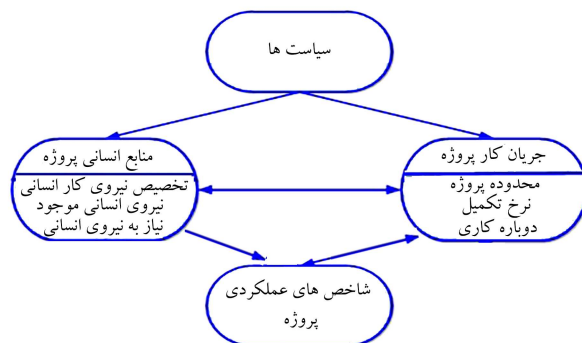 سیاست ها
جریان کار پروژه
محدوده پروژه
نرخ تکمیل
دوباره کاری
منابع انسانی پروژه
تخصیص نیروی کار انسانی
نیروی انسانی موجود
نیاز به نیروی انسانی
شاخص های عملکردی
پروژه